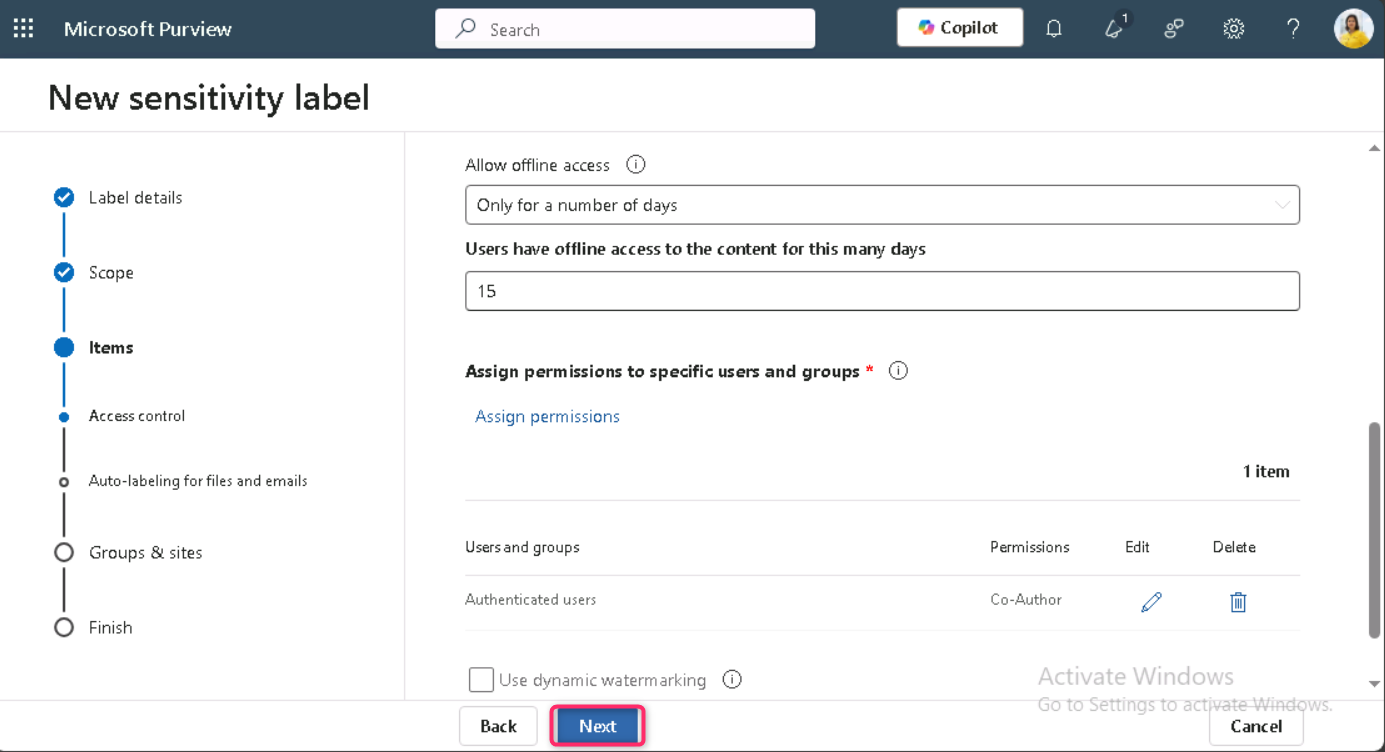 Microsoft Purview
Search
Copilot
1
New sensitivity label
Label details
Scope
Items
Access control
Auto-labeling for files and emails
Groups & sites
Finish
Allow offline access
Only for a number of days
Users have offline access to the content for this many days
15
Assign permissions to specific users and groups *
Assign permissions
1 item
Users and groups Permissions Edit Delete
Authenticated users Co-Author
Use dynamic watermarking
Activate Windows
Go to Settings to activate Windows.
Back Next Cancel